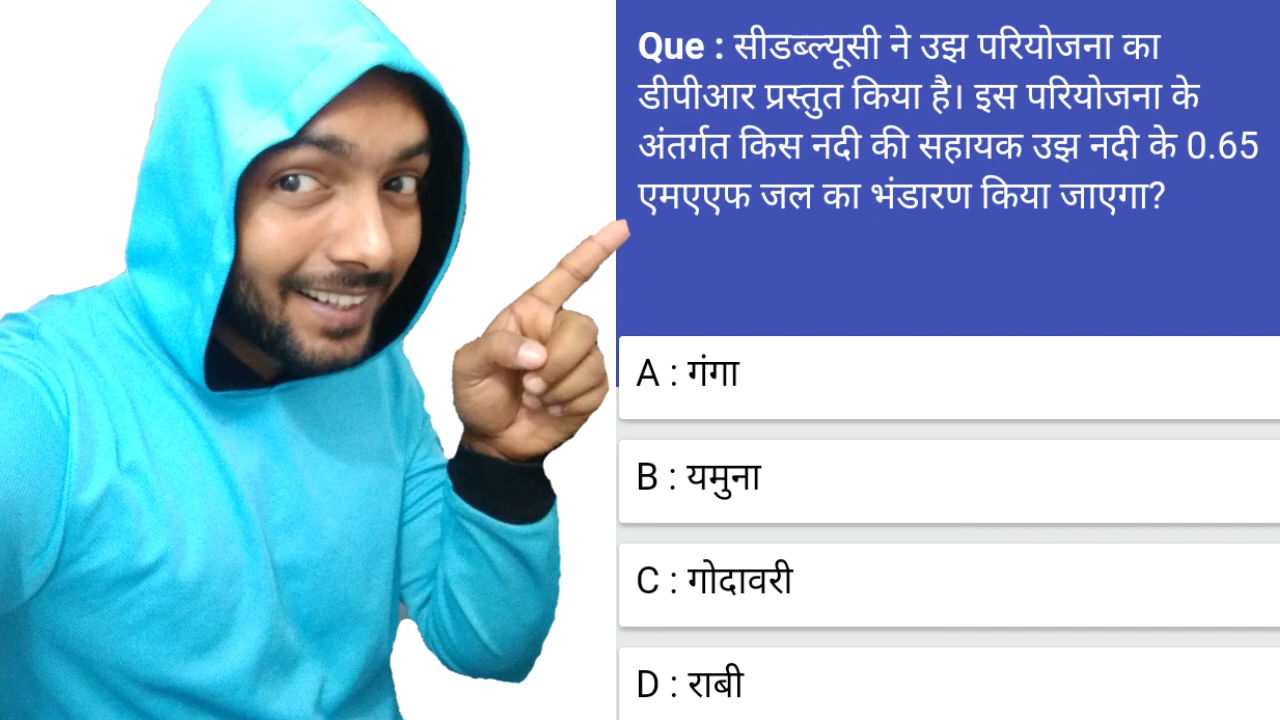 Que : सीडब्ल्यूसी ने उझ परियोजना का
डीपीआर प्रस्तुत किया है। इस परियोजना के
अंतर्गत किस नदी की सहायक उझ नदी के 0.65
एमएएफ जल का भंडारण किया जाएगा?
A : गंगा
B : यमुना
C : गोदावरी
D : राबी